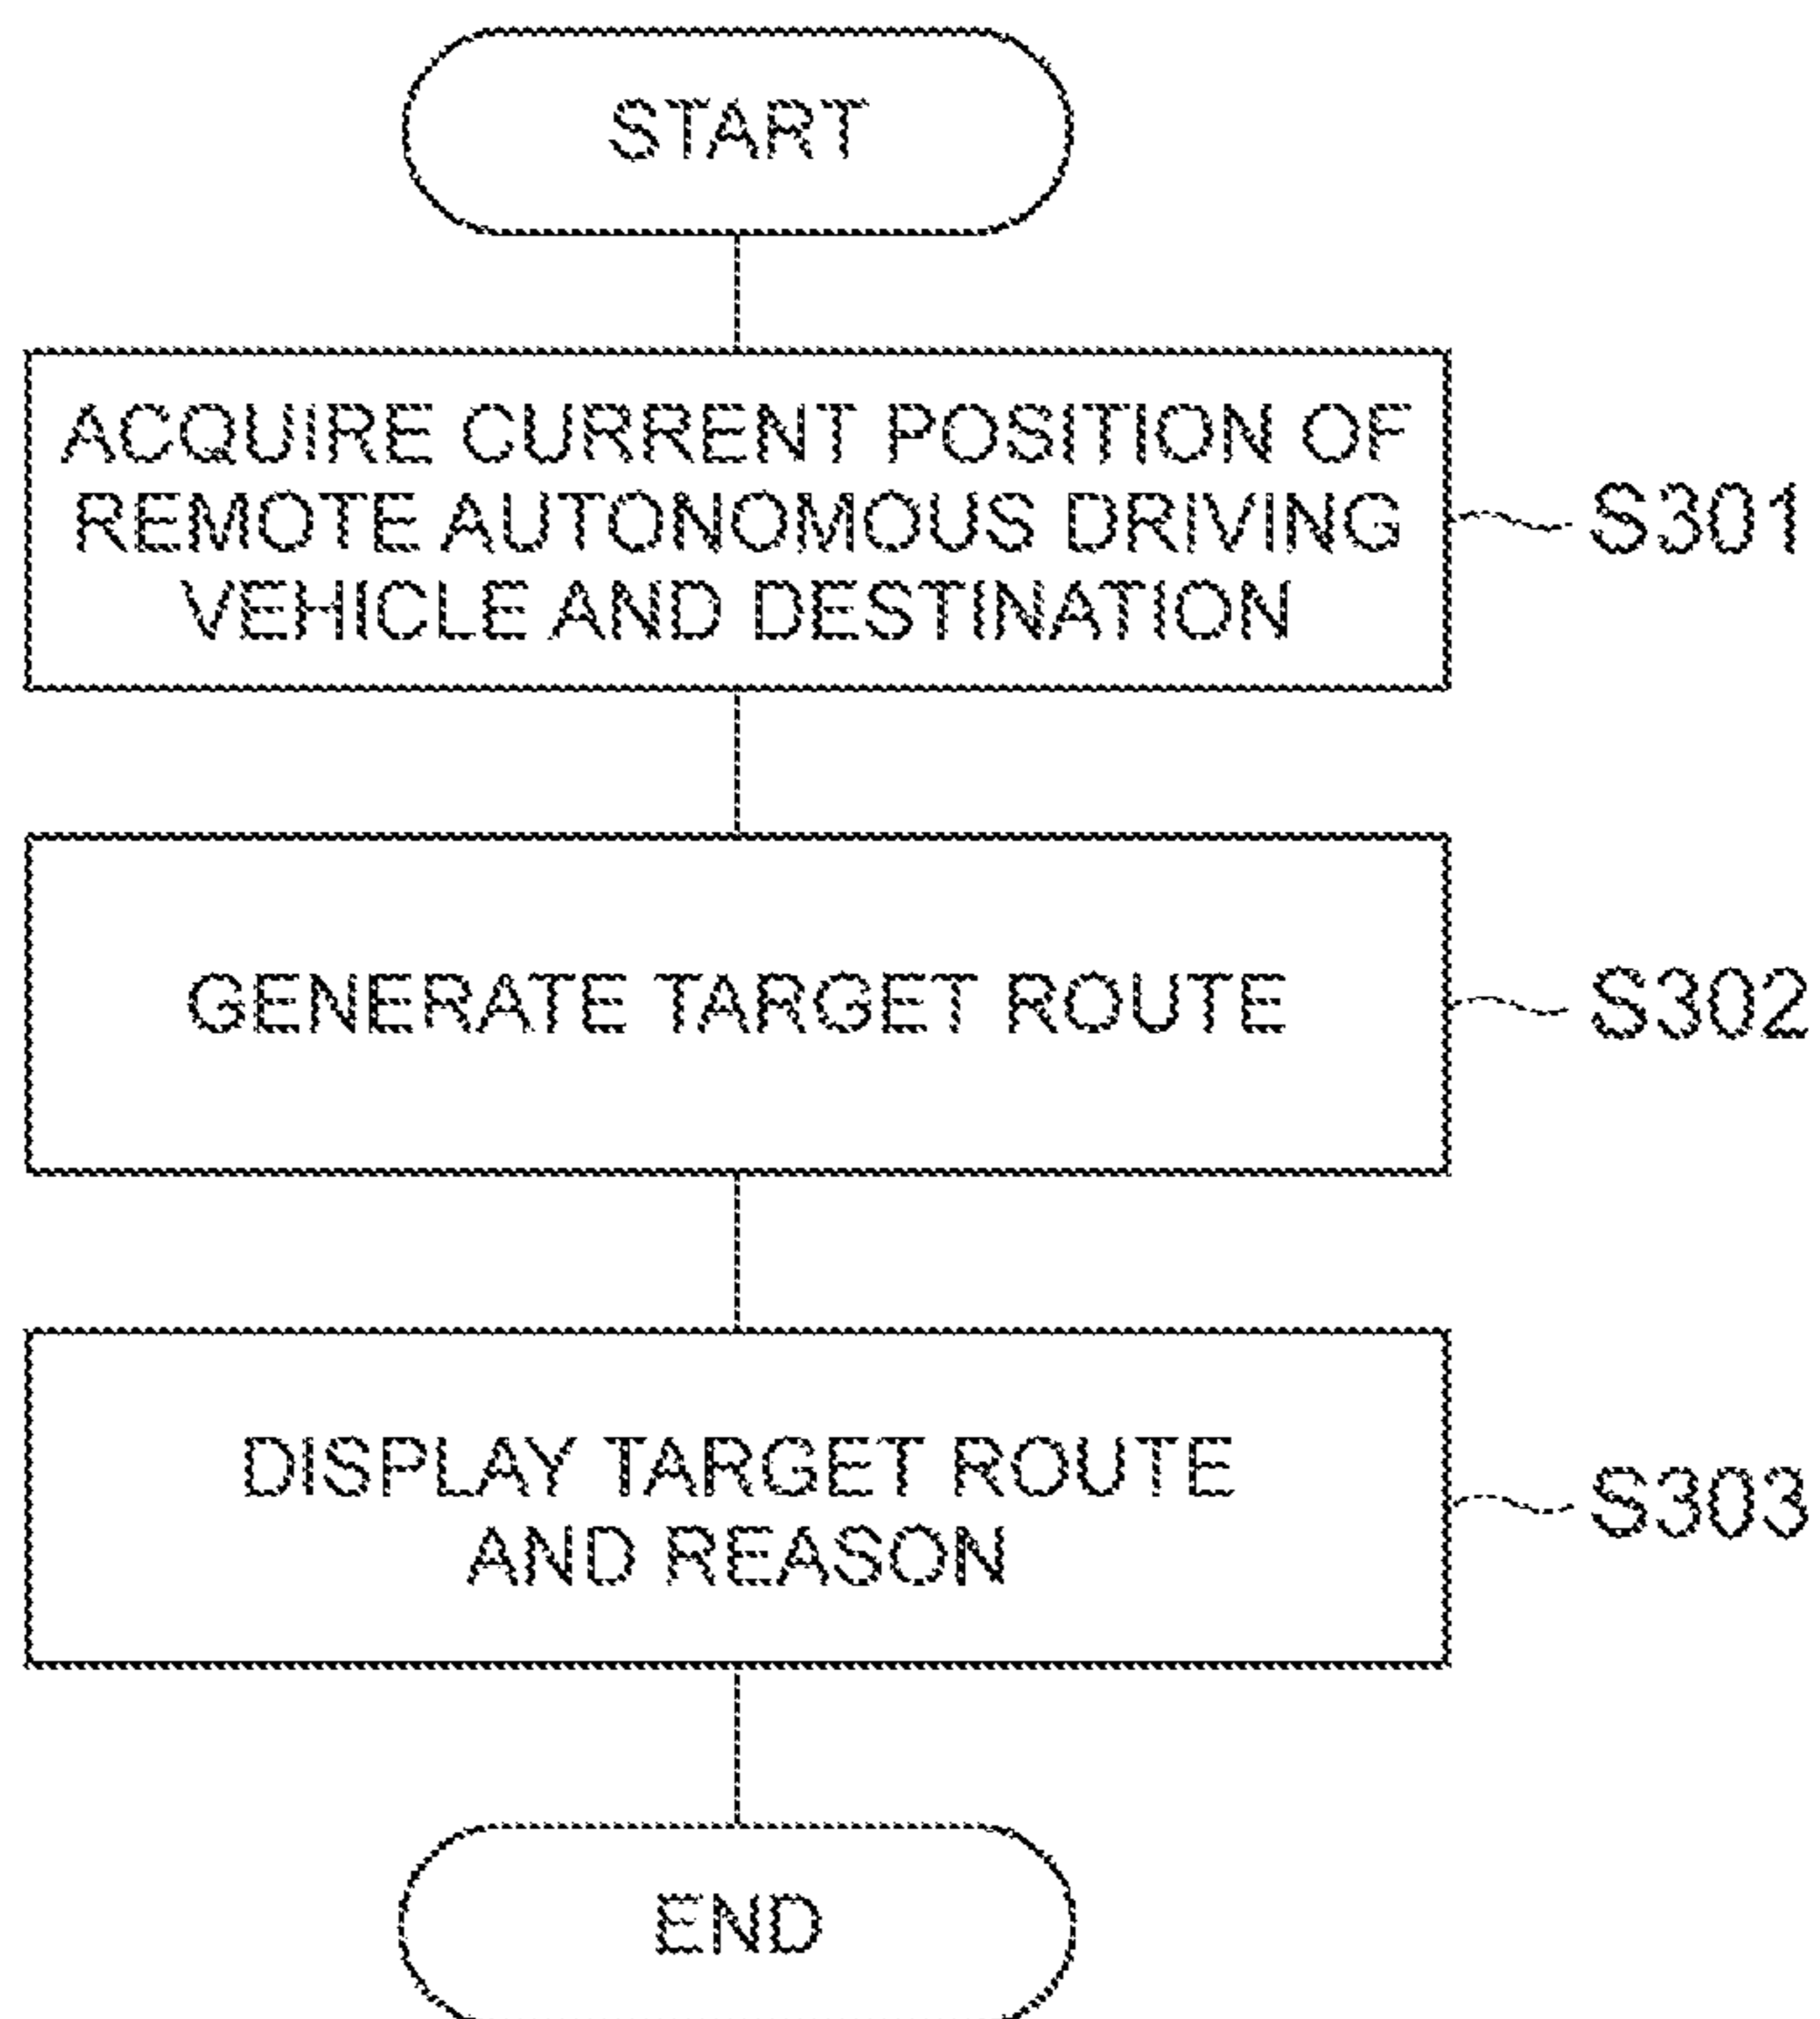 START
ACQUIRE CURRENT POSITION OF
REMOTE AUTONOMOUS DRIVING
VEHICLE AND DESTINATION
S301
GENERATE TARGET ROUTE
S302
DISPLAY TARGET ROUTE
AND REASON
S303
END